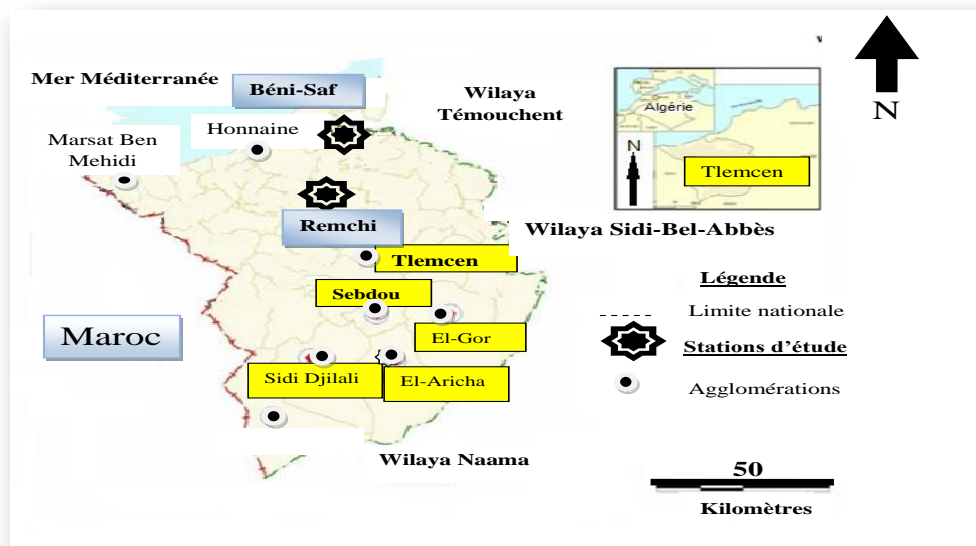 Mer Méditerranée
Béni-Saf
Wilaya
Témouchent
Honnaine
Marsat Ben
Mehidi
Remchi
Tlemcen
Sebdou
El-Gor
Maroc
Sidi Djilali
El-Aricha
Wilaya Naama
Wilaya Sidi-Bel-Abbès
Algérie
N
Tlemcen
N
Légende
Limite nationale
Stations d'étude
Agglomérations
50
Kilomètres